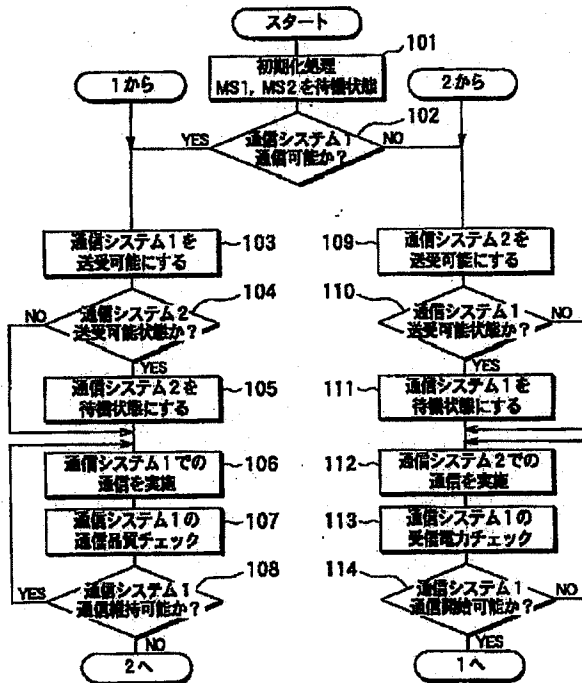 スタート
101
初期化処理
MS1, MS2を待機状態
1から
2から
102
YES
通信システム1
通信可能か?
NO
通信システム1を
送受可能にする
103
109
通信システム2を
送受可能にする
104
NO
通信システム2
送受可能状態か?
YES
110
通信システム1
送受可能状態か?
NO
YES
通信システム2を
待機状態にする
105
111
通信システム1を
待機状態にする
通信システム1での
通信を実施
106
112
通信システム2での
通信を実施
通信システム1の
通信品質チェック
107
113
通信システム1の
受信電力チェック
108
YES
通信システム1
通信維持可能か?
NO
114
通信システム1
通信開始可能か?
NO
YES
2へ
1へ